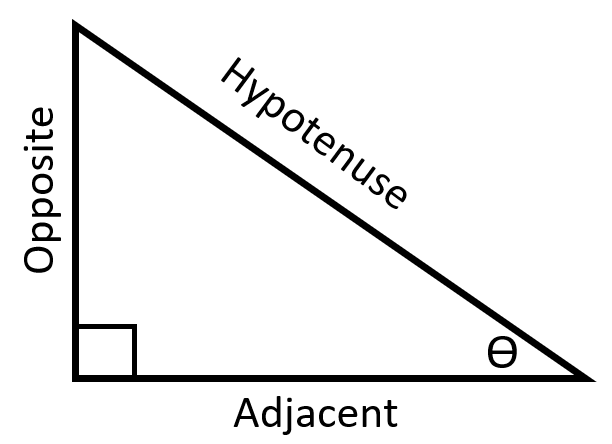 Hypotenuse
Opposite
Ɵ
Adjacent